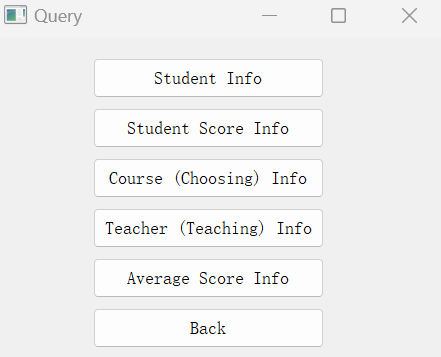 Query
Student Info
Student Score Info
Course (Choosing) Info
Teacher (Teaching) Info
Average Score Info
Back